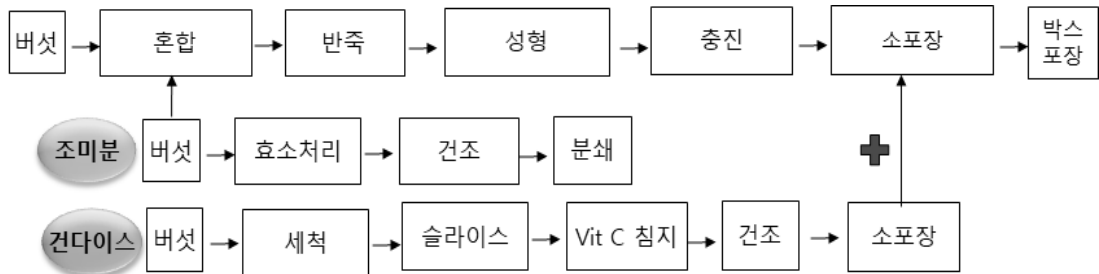 버섯 혼합 반죽 성형 충진 소포장 박스
포장
조미분 버섯 효소처리 건조 분쇄
건다이스 버섯 세척 슬라이스 Vit C 침지 건조 소포장